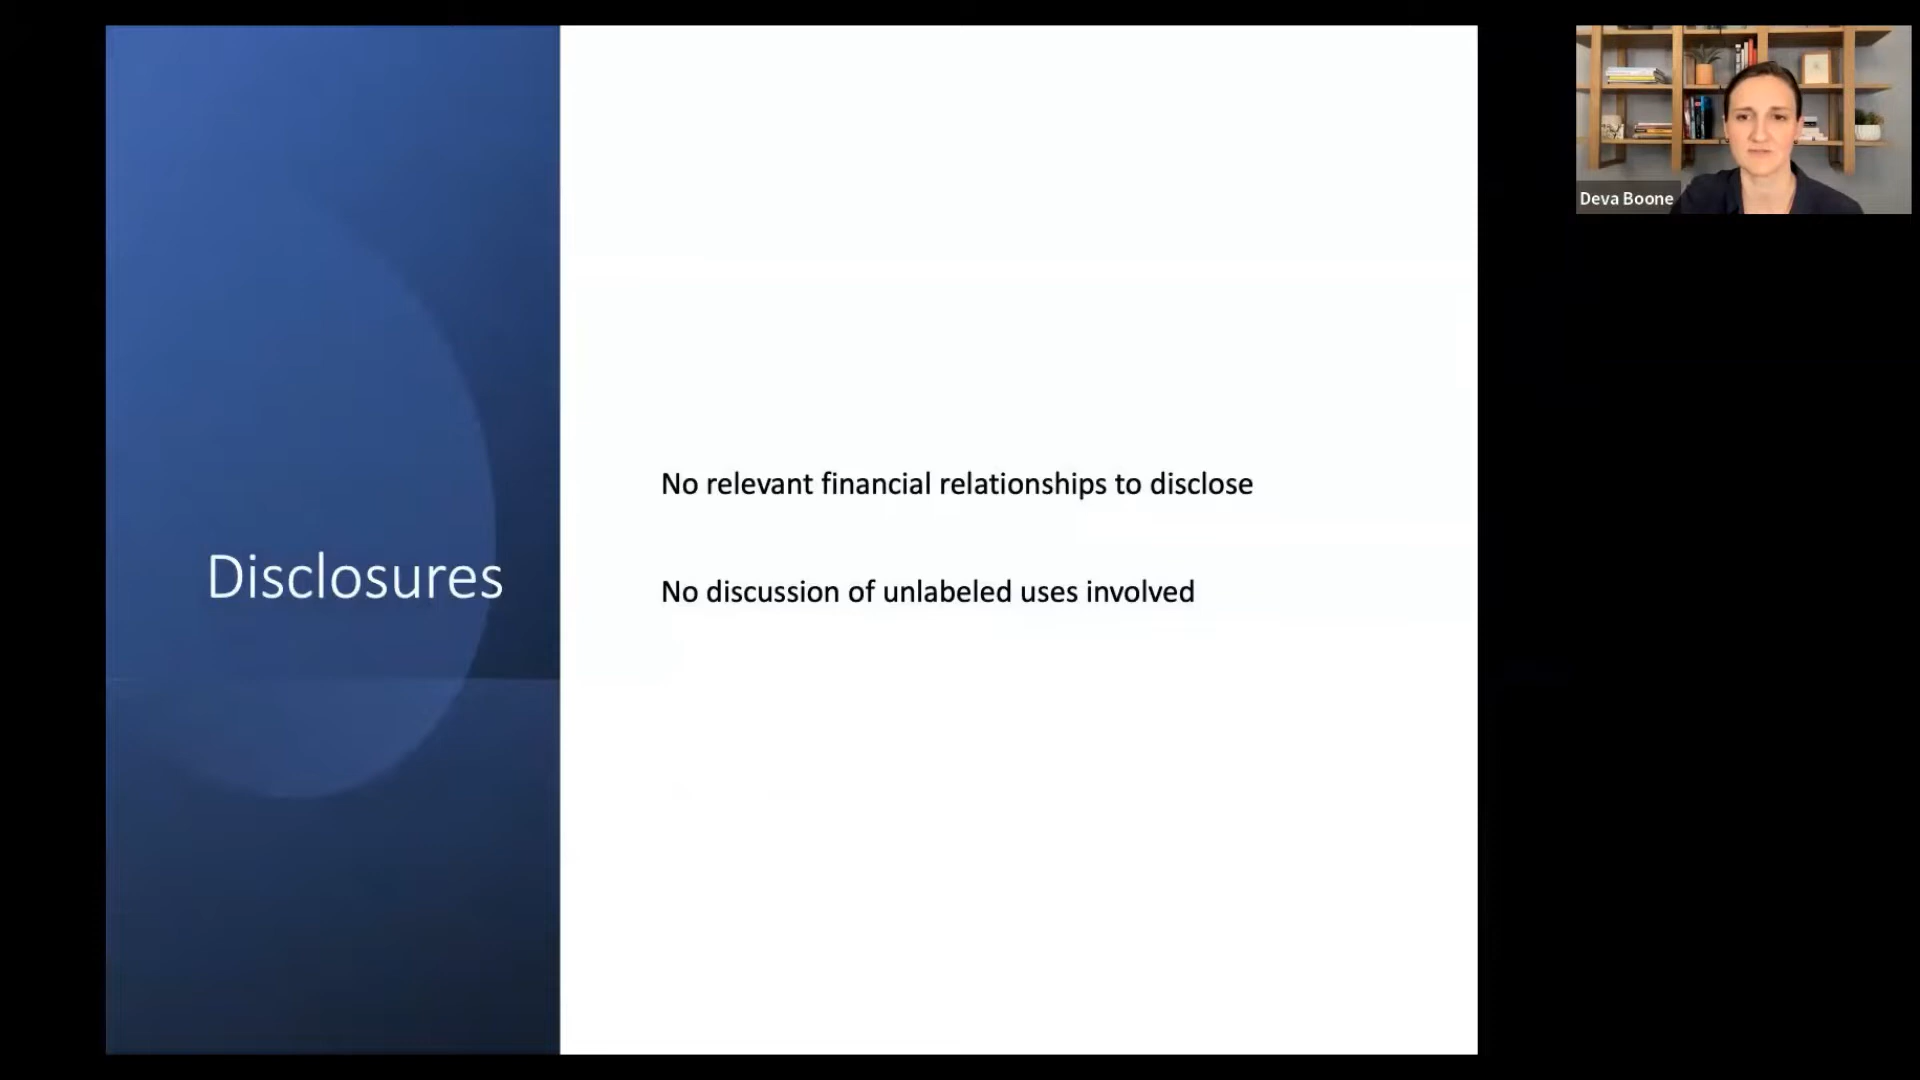 Disclosures
No relevant financial relationships to disclose
No discussion of unlabeled uses involved
Deva Boone